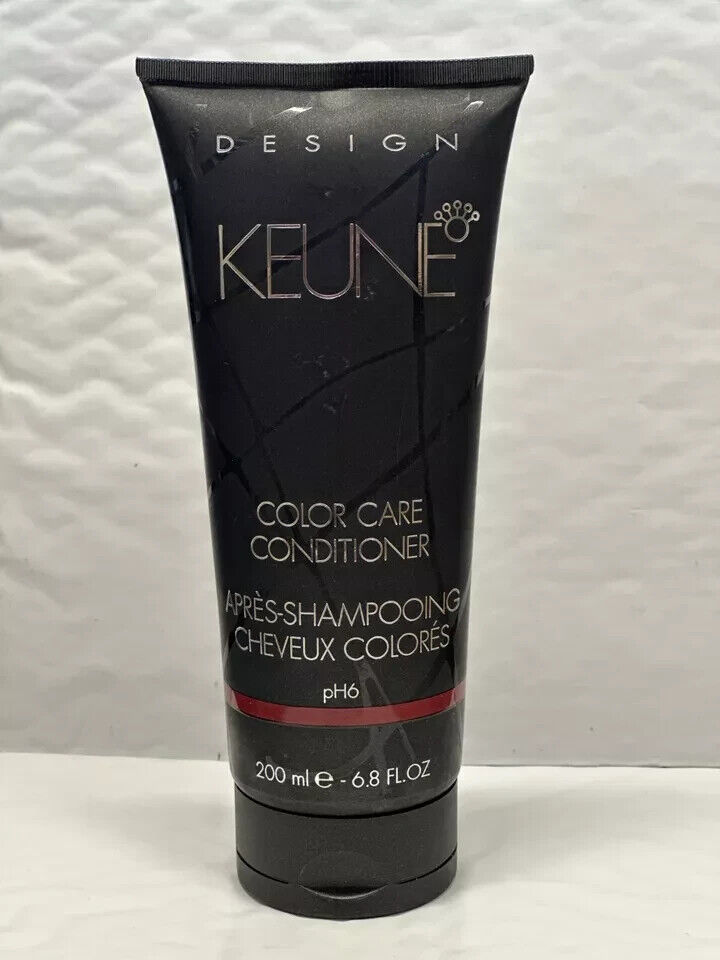 DESIGN
KEUNE
COLOR CARE
CONDITIONER
APRÈS-SHAMPOOING
CHEVEUX COLORÉS
pH6
200 ml ℮ - 6.8 FL.OZ